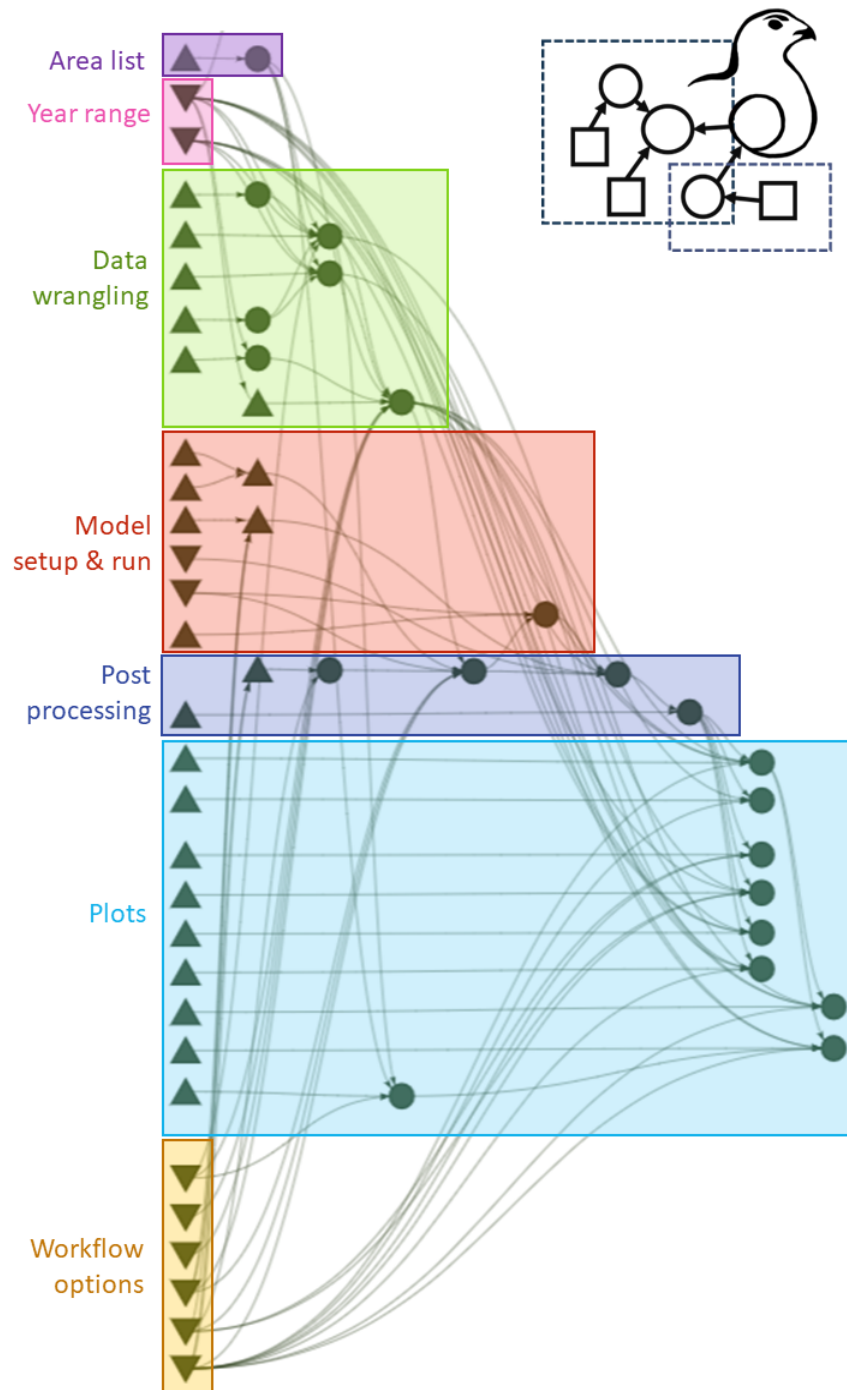 Area list
Year range
Data
wrangling
Model
setup & run
Post
processing
Plots
Workflow
options